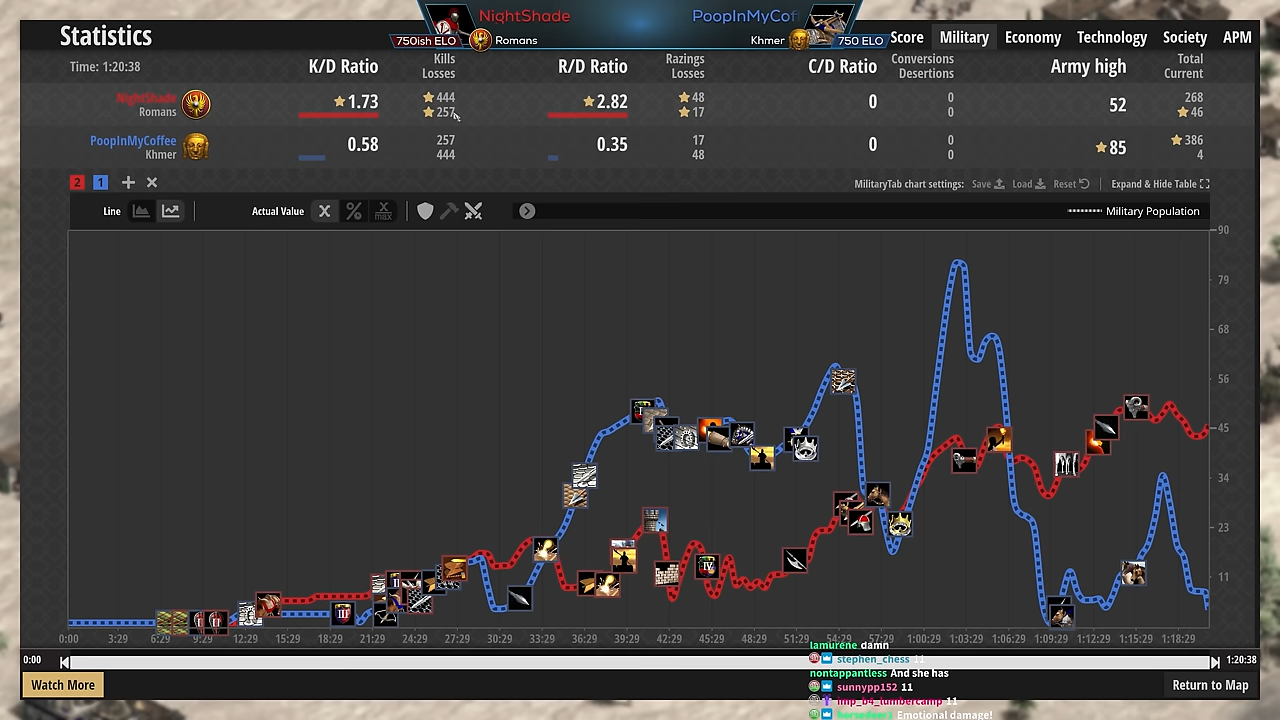 NightShade
PoopInMyCof
750ish ELO
Romans
Khmer
750 ELO
Statistics
Score
Military
Economy
Technology
Society
APM
Time: 1:20:38
K/D Ratio
Kills
Losses
R/D Ratio
Razings
Losses
C/D Ratio
Conversions
Desertions
Army high
Total
Current
NightShade
Romans
1.73
444
257
2.82
48
17
0
0
0
52
268
46
PoopInMyCoffee
Khmer
0.58
257
444
0.35
17
48
0
0
0
85
386
4
2
1
MilitaryTab chart settings:
Save
Load
Reset
Expand & Hide Table
Line
Actual Value
X
%
X
max
Military Population
90
79
68
56
45
34
23
11
0:00
3:29
6:29
12:29
15:29
18:29
21:29
24:29
27:29
30:29
33:29
36:29
39:29
42:29
45:29
48:29
51:29
54:29
57:29
1:00:29
1:03:29
1:06:29
1:09:29
1:12:29
1:15:29
1:18:29
0:00
1:20:38
Watch More
Return to Map
lamurene damn
stephen_chess 11
nontappantless And she has
sunnypp152 11
imp_b4_lumbercamp 11
Emotional damage!